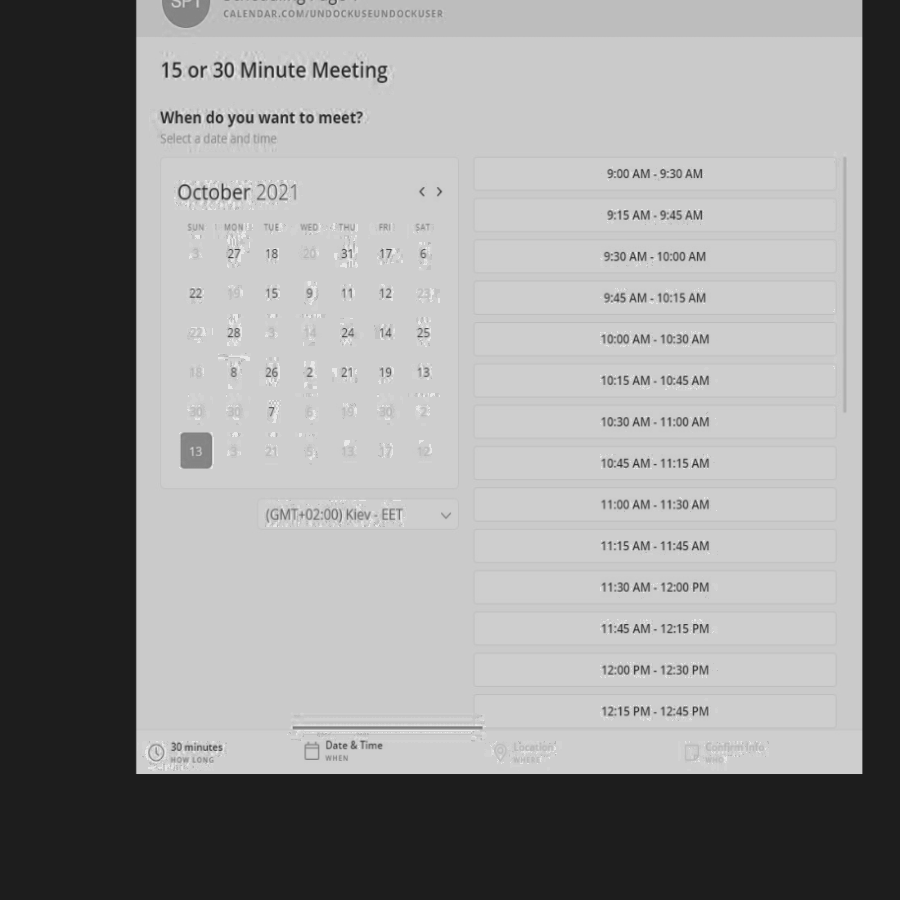 CALENDAR.COM/UNDOCKUSEUNDOCKUSER
15 or 30 Minute Meeting
When do you want to meet?
Select a date and time
October 2021
SUN MON TUE WED THU FRI SAT
27 18 20 31 17 6
22 19 15 9 11 12 23
22 28 3 14 24 14 25
18 8 26 2 21 19 13
30 30 7 6 19 30 2
13 21 5 13 17 12
(GMT+02:00) Kiev - EET
9:00 AM - 9:30 AM
9:15 AM - 9:45 AM
9:30 AM - 10:00 AM
9:45 AM - 10:15 AM
10:00 AM - 10:30 AM
10:15 AM - 10:45 AM
10:30 AM - 11:00 AM
10:45 AM - 11:15 AM
11:00 AM - 11:30 AM
11:15 AM - 11:45 AM
11:30 AM - 12:00 PM
11:45 AM - 12:15 PM
12:00 PM - 12:30 PM
12:15 PM - 12:45 PM
30 minutes
HOW LONG
Date & Time
WHEN
Location
WHERE
Confirm Info
WHO